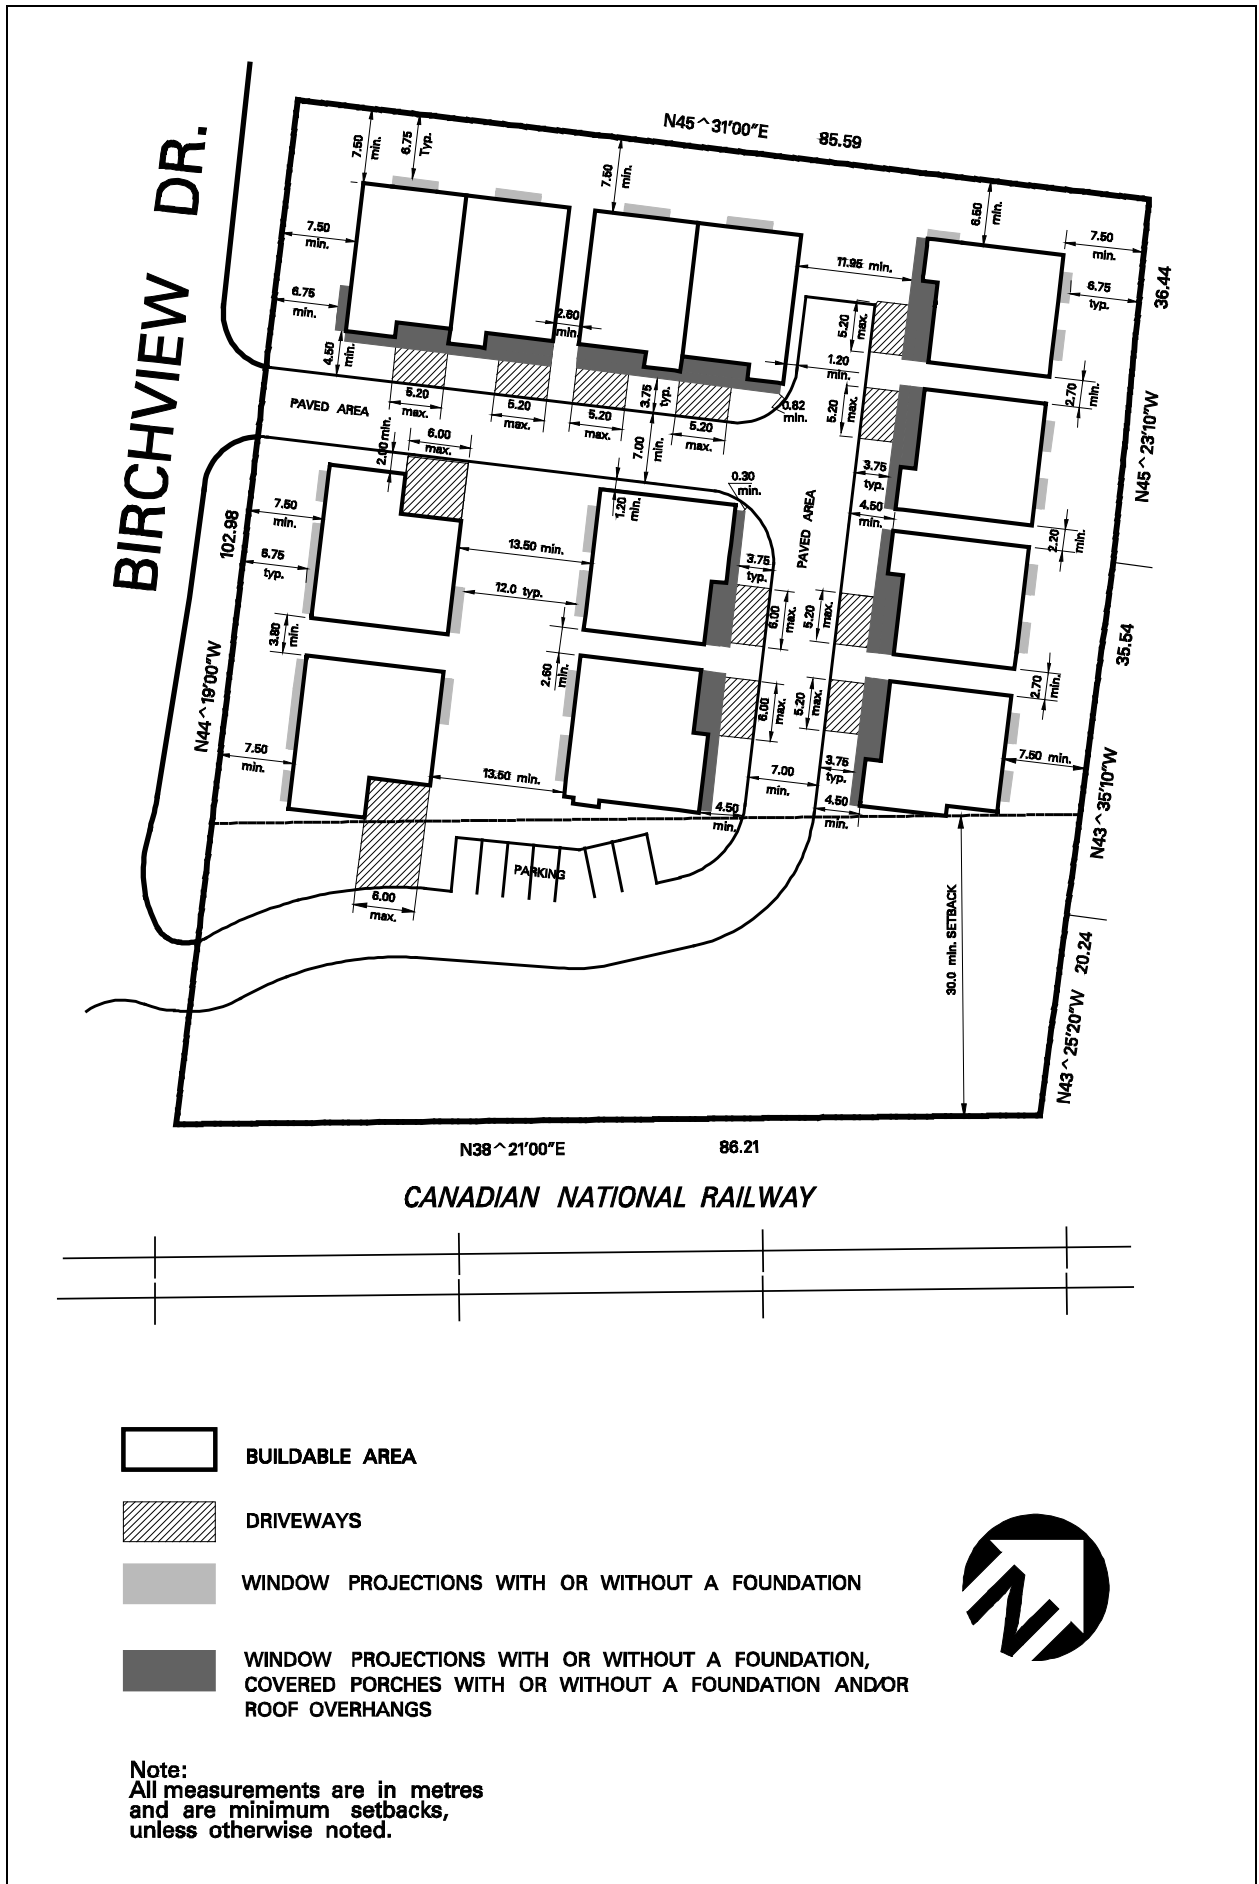 BIRCHVIEW DR.
N45^31'00"E 85.59
7.50 min.
6.75 Typ.
7.50 min.
6.50 min.
7.50 min.
7.50 min.
11.95 min.
6.75 typ.
36.44
6.75 min.
4.50 min.
2.60 min.
5.20 max.
1.20 min.
2.70 min.
N45^23'10"W
PAVED AREA
5.20 max.
5.20 max.
5.20 max.
3.75 typ.
5.20 max.
0.82 min.
5.20 max.
2.00 min.
6.00 max.
7.00 min.
3.75 typ.
0.30 min.
7.50 min.
1.20 min.
PAVED AREA
4.50 min.
2.20 min.
102.98
6.75 typ.
13.50 min.
12.0 typ.
3.75 typ.
6.00 max.
5.20 max.
3.80 min.
2.60 min.
35.54
N44^19'00"W
6.00 max.
5.20 max.
2.70 min.
7.50 min.
13.50 min.
7.00 min.
3.75 typ.
7.50 min.
4.50 min.
4.50 min.
N43^35'10"W
PARKING
6.00 max.
30.0 min. SETBACK
N43^25'20"W 20.24
N38^21'00"E 86.21
CANADIAN NATIONAL RAILWAY
BUILDABLE AREA
DRIVEWAYS
WINDOW PROJECTIONS WITH OR WITHOUT A FOUNDATION
WINDOW PROJECTIONS WITH OR WITHOUT A FOUNDATION,
COVERED PORCHES WITH OR WITHOUT A FOUNDATION AND/OR
ROOF OVERHANGS
N
Note:
All measurements are in metres
and are minimum setbacks,
unless otherwise noted.